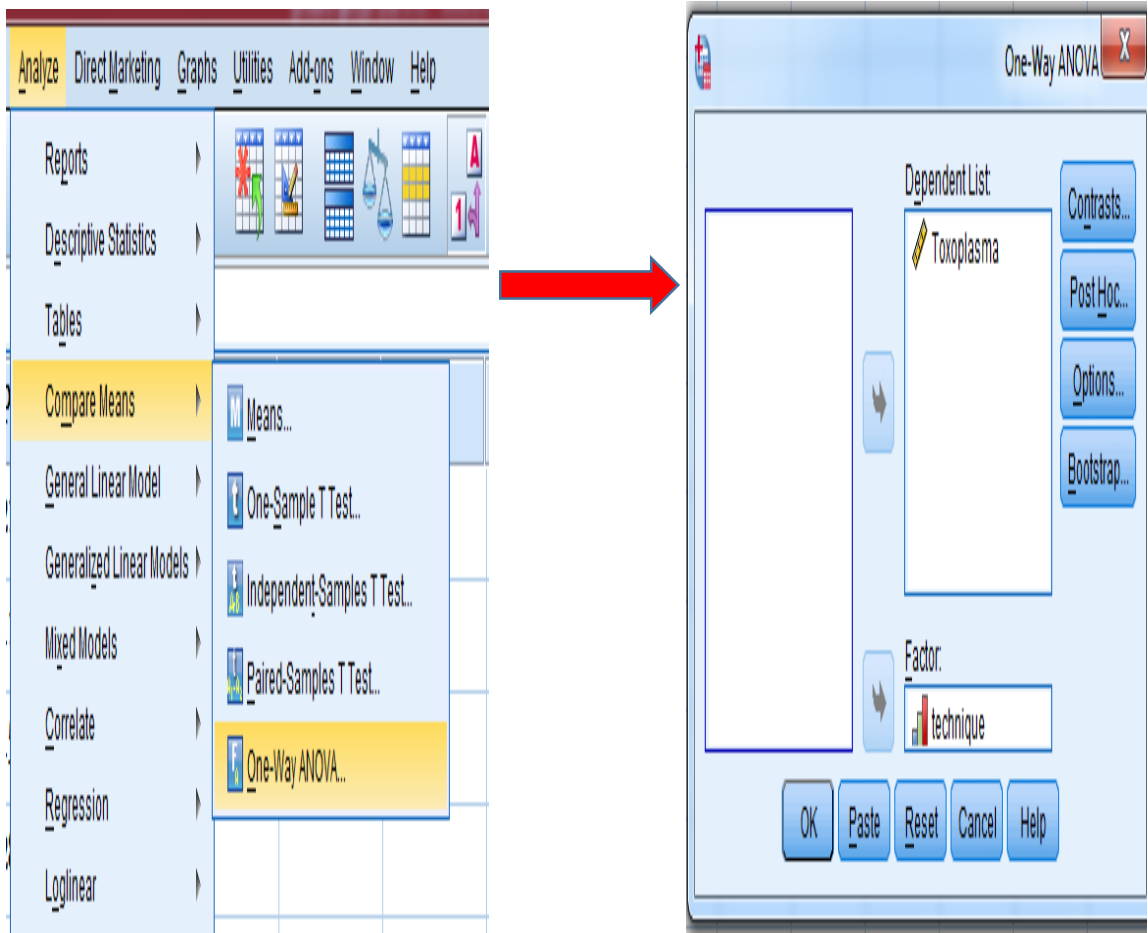 Analyze Direct Marketing Graphs Utilities Add-ons Window Help
A
1
Reports
Descriptive Statistics
Tables
Compare Means
General Linear Model
Generalized Linear Models
Mixed Models
Correlate
Regression
Loglinear
M Means...
t One-Sample T Test...
Independent-Samples T Test...
Paired-Samples T Test...
One-Way ANOVA...
One-Way ANOVA
X
Dependent List:
Toxoplasma
Contrasts...
Post Hoc...
Options...
Bootstrap...
Factor:
technique
OK Paste Reset Cancel Help